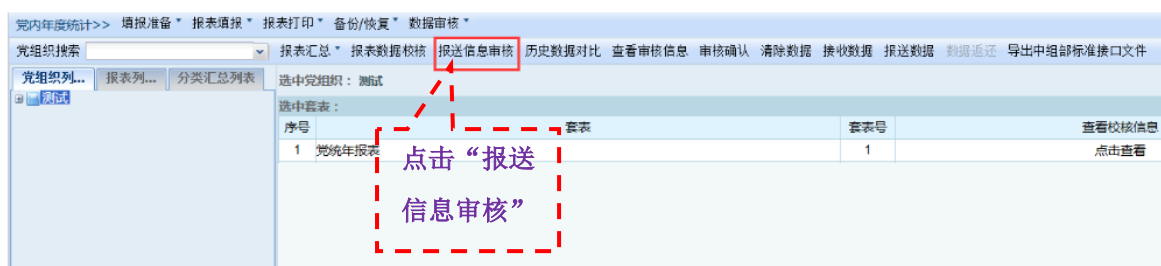 党内年度统计>> 填报准备 报表填报 报表打印 备份/恢复 数据审核
党组织搜索 报表汇总 报表数据校核 报送信息审核 历史数据对比 查看审核信息 审核确认 清除数据 接收数据 报送数据 数据返还 导出中组部标准接口文件
党组织列... 报表列... 分类汇总列表 选中党组织: 测试
测试
选中套表:
序号 套表 套表号 查看校核信息
1 党统年报表 1 点击查看
点击“报送
信息审核”